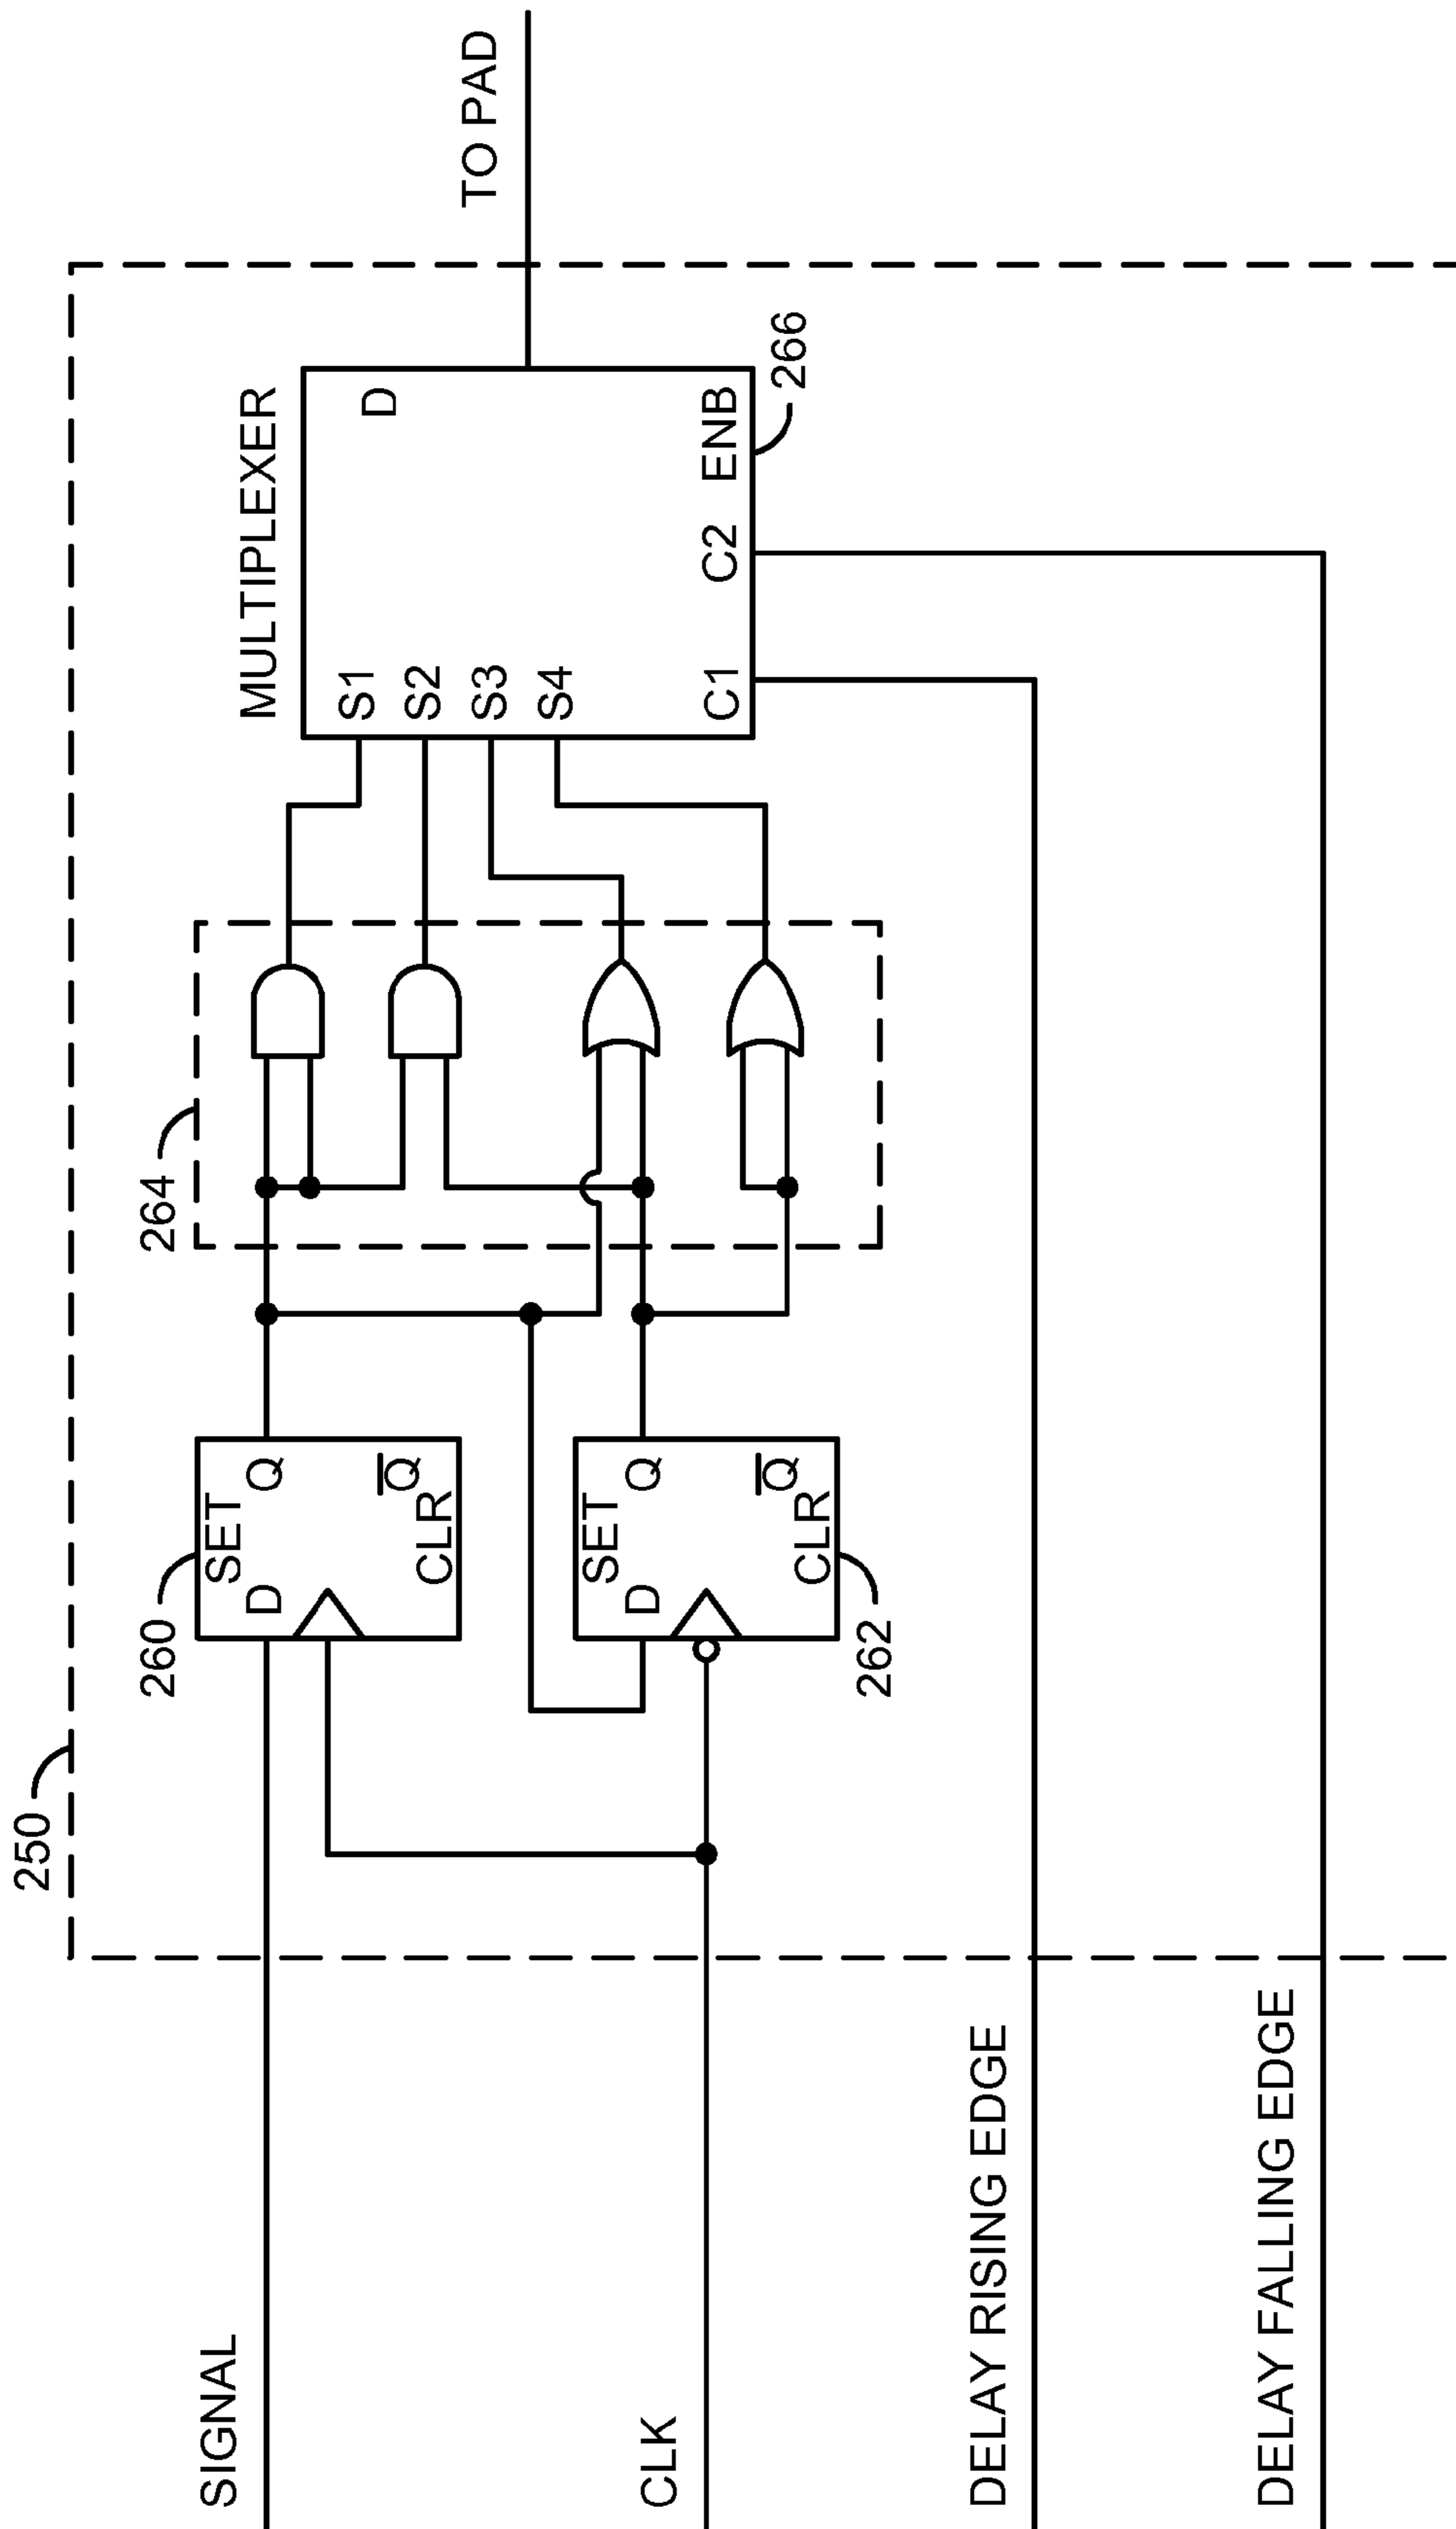 250
260
SIGNAL
SET
D
Q
Q
CLR
264
MULTIPLEXER
S1
S2
S3
S4
D
C1
C2
ENB
266
TO PAD
CLK
SET
D
Q
Q
CLR
262
DELAY RISING EDGE
DELAY FALLING EDGE